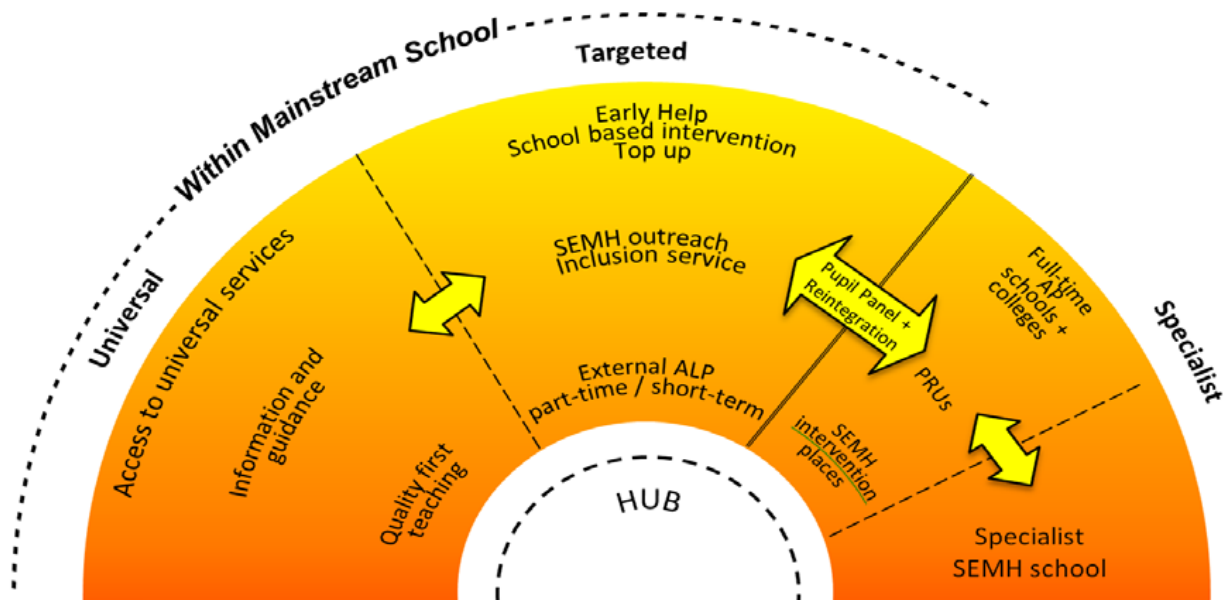 Within Mainstream School
Targeted
Universal
Specialist
Access to universal services
Information and
guidance
Quality first
teaching
Early Help
School based intervention
Top up
SEMH outreach
Inclusion service
External ALP
part-time / short-term
Pupil Panel +
Reintegration
Full-time
AP
schools +
colleges
PRUs
SEMH
intervention
places
Specialist
SEMH school
HUB